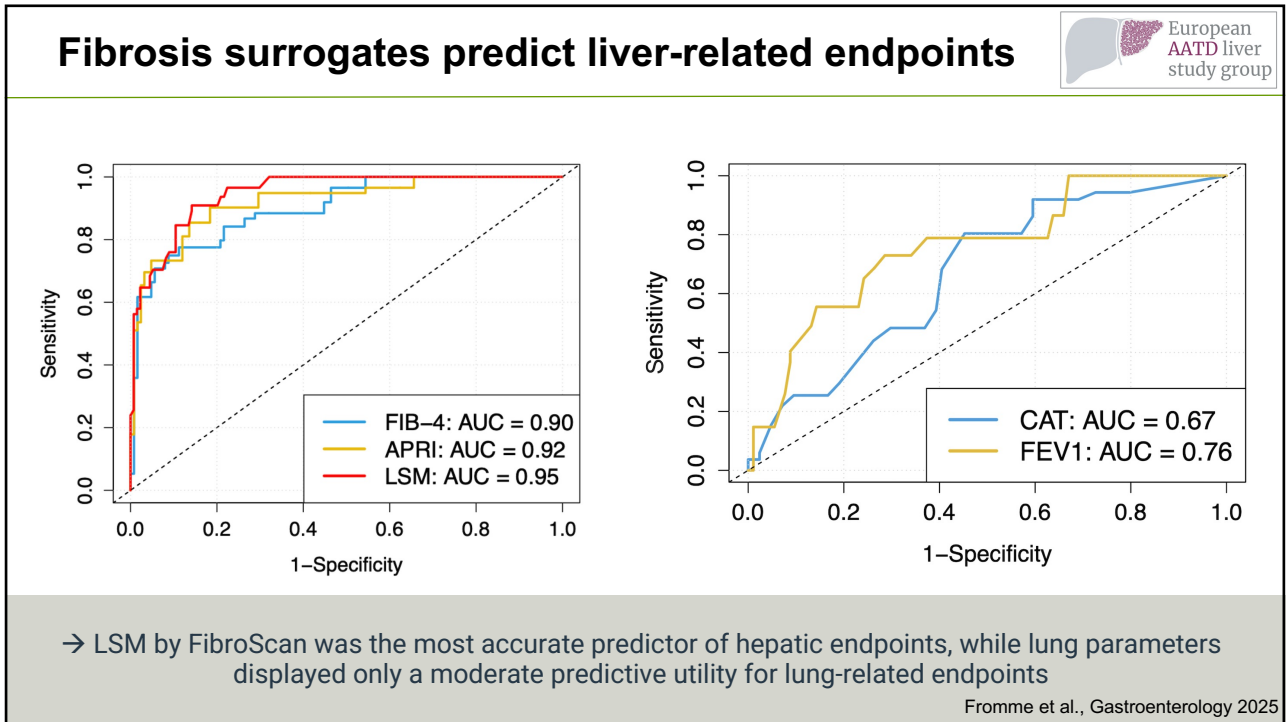 Fibrosis surrogates predict liver-related endpoints
European
AATD liver
study group
Sensitivity
0.0 0.2 0.4 0.6 0.8 1.0
FIB−4: AUC = 0.90
APRI: AUC = 0.92
LSM: AUC = 0.95
0.0 0.2 0.4 0.6 0.8 1.0
1−Specificity
Sensitivity
0.0 0.2 0.4 0.6 0.8 1.0
CAT: AUC = 0.67
FEV1: AUC = 0.76
0.0 0.2 0.4 0.6 0.8 1.0
1−Specificity
→ LSM by FibroScan was the most accurate predictor of hepatic endpoints, while lung parameters
displayed only a moderate predictive utility for lung-related endpoints
Fromme et al., Gastroenterology 2025